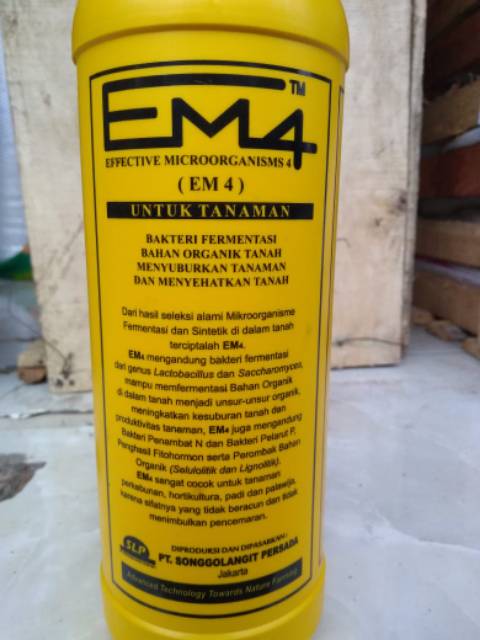 EM4 TM
EFFECTIVE MICROORGANISMS 4
( EM 4 )
UNTUK TANAMAN
BAKTERI FERMENTASI
BAHAN ORGANIK TANAH
MENYUBURKAN TANAMAN
DAN MENYEHATKAN TANAH
Dari hasil seleksi alami Mikroorganisme
Fermentasi dan Sintetik di dalam tanah
terciptalah EM4.
EM4 mengandung bakteri fermentasi
dari genus Lactobacillus dan Saccharomyces,
mampu memfermentasi Bahan Organik
di dalam tanah menjadi unsur-unsur organik,
meningkatkan kesuburan tanah dan
produktivitas tanaman, EM4 juga mengandung
Bakteri Penambat N dan Bakteri Pelarut P,
Penghasil Fitohormon serta Perombak Bahan
Organik (Selulolitik dan Lignolitik).
EM4 sangat cocok untuk tanaman
perkebunan, hortikultura, padi dan palawija,
karena sifatnya yang tidak beracun dan tidak
menimbulkan pencemaran.
SLP
DIPRODUKSI DAN DIPASARKAN :
PT. SONGGOLANGIT PERSADA
Jakarta
Advanced Technology Towards Nature Farming